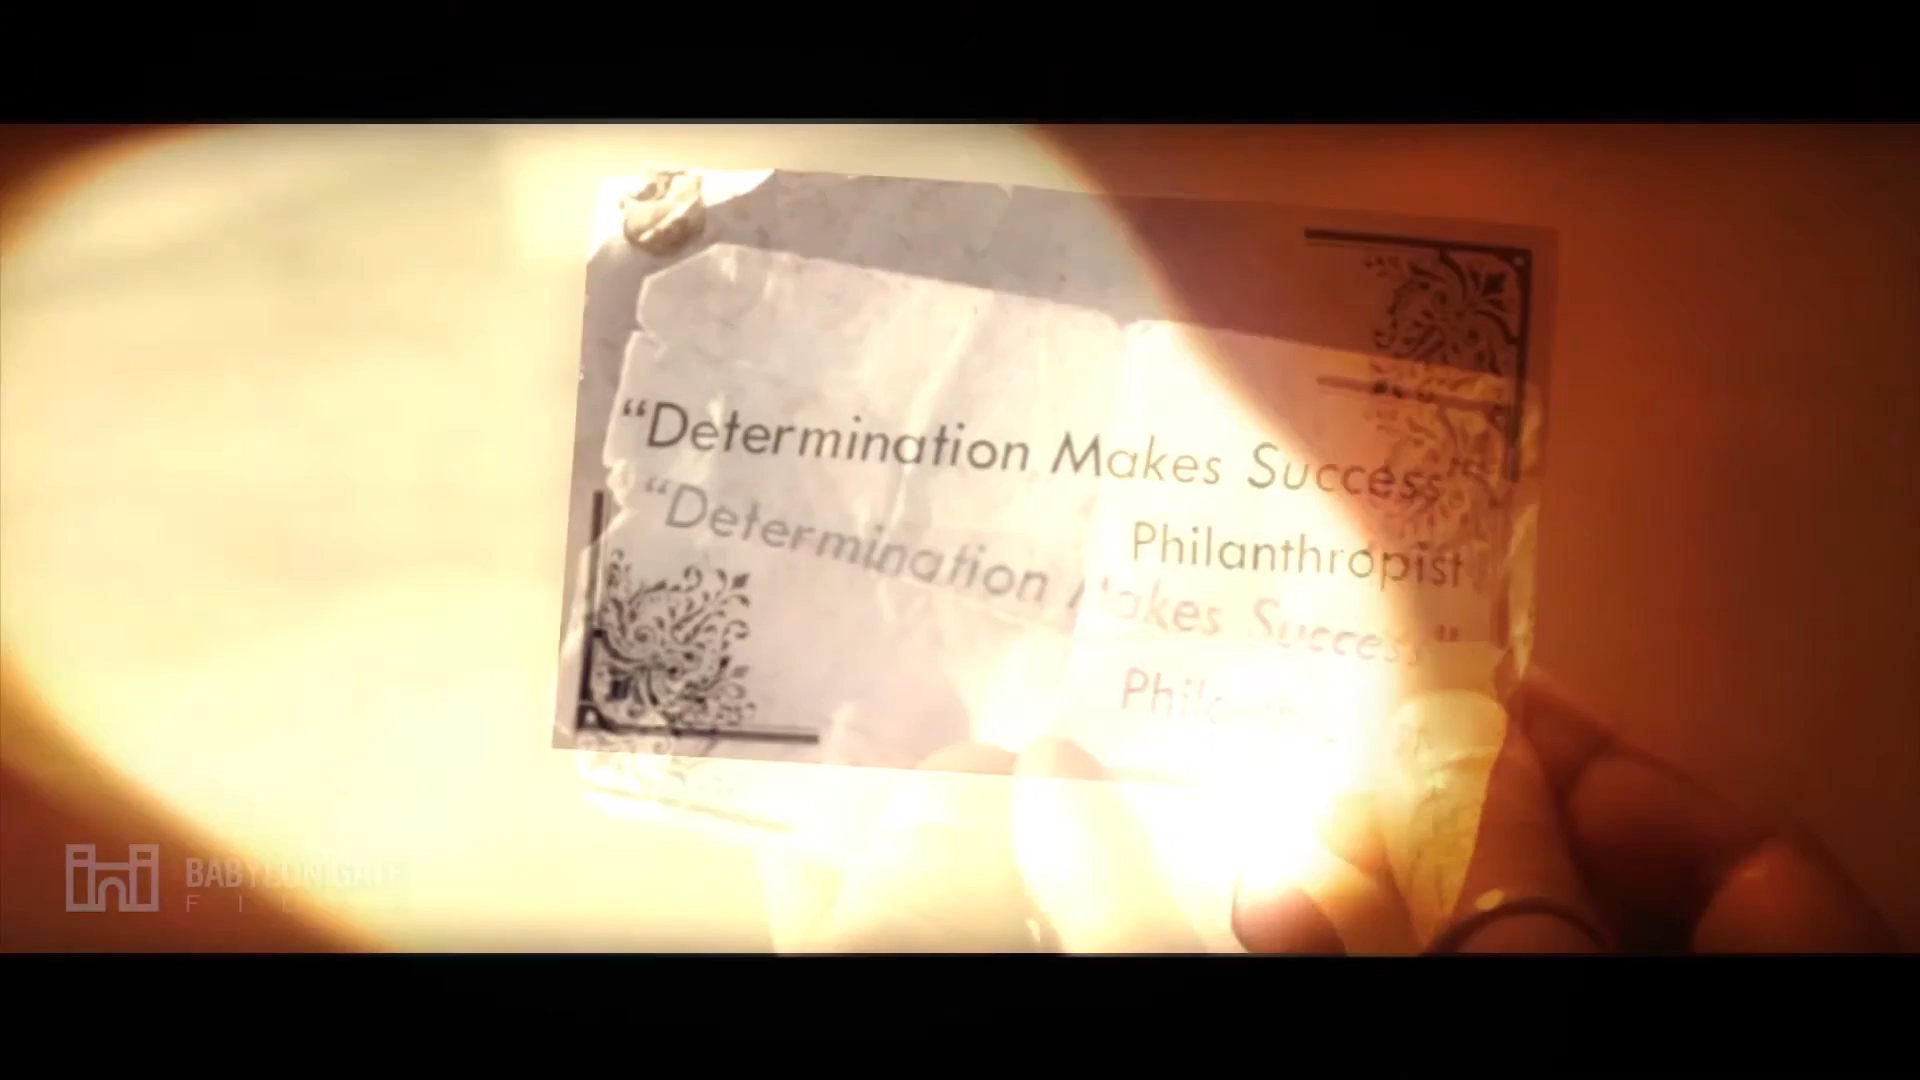 “Determination Makes Success”
Philanthropist
“Determination Makes Success"
BABYLON GATE